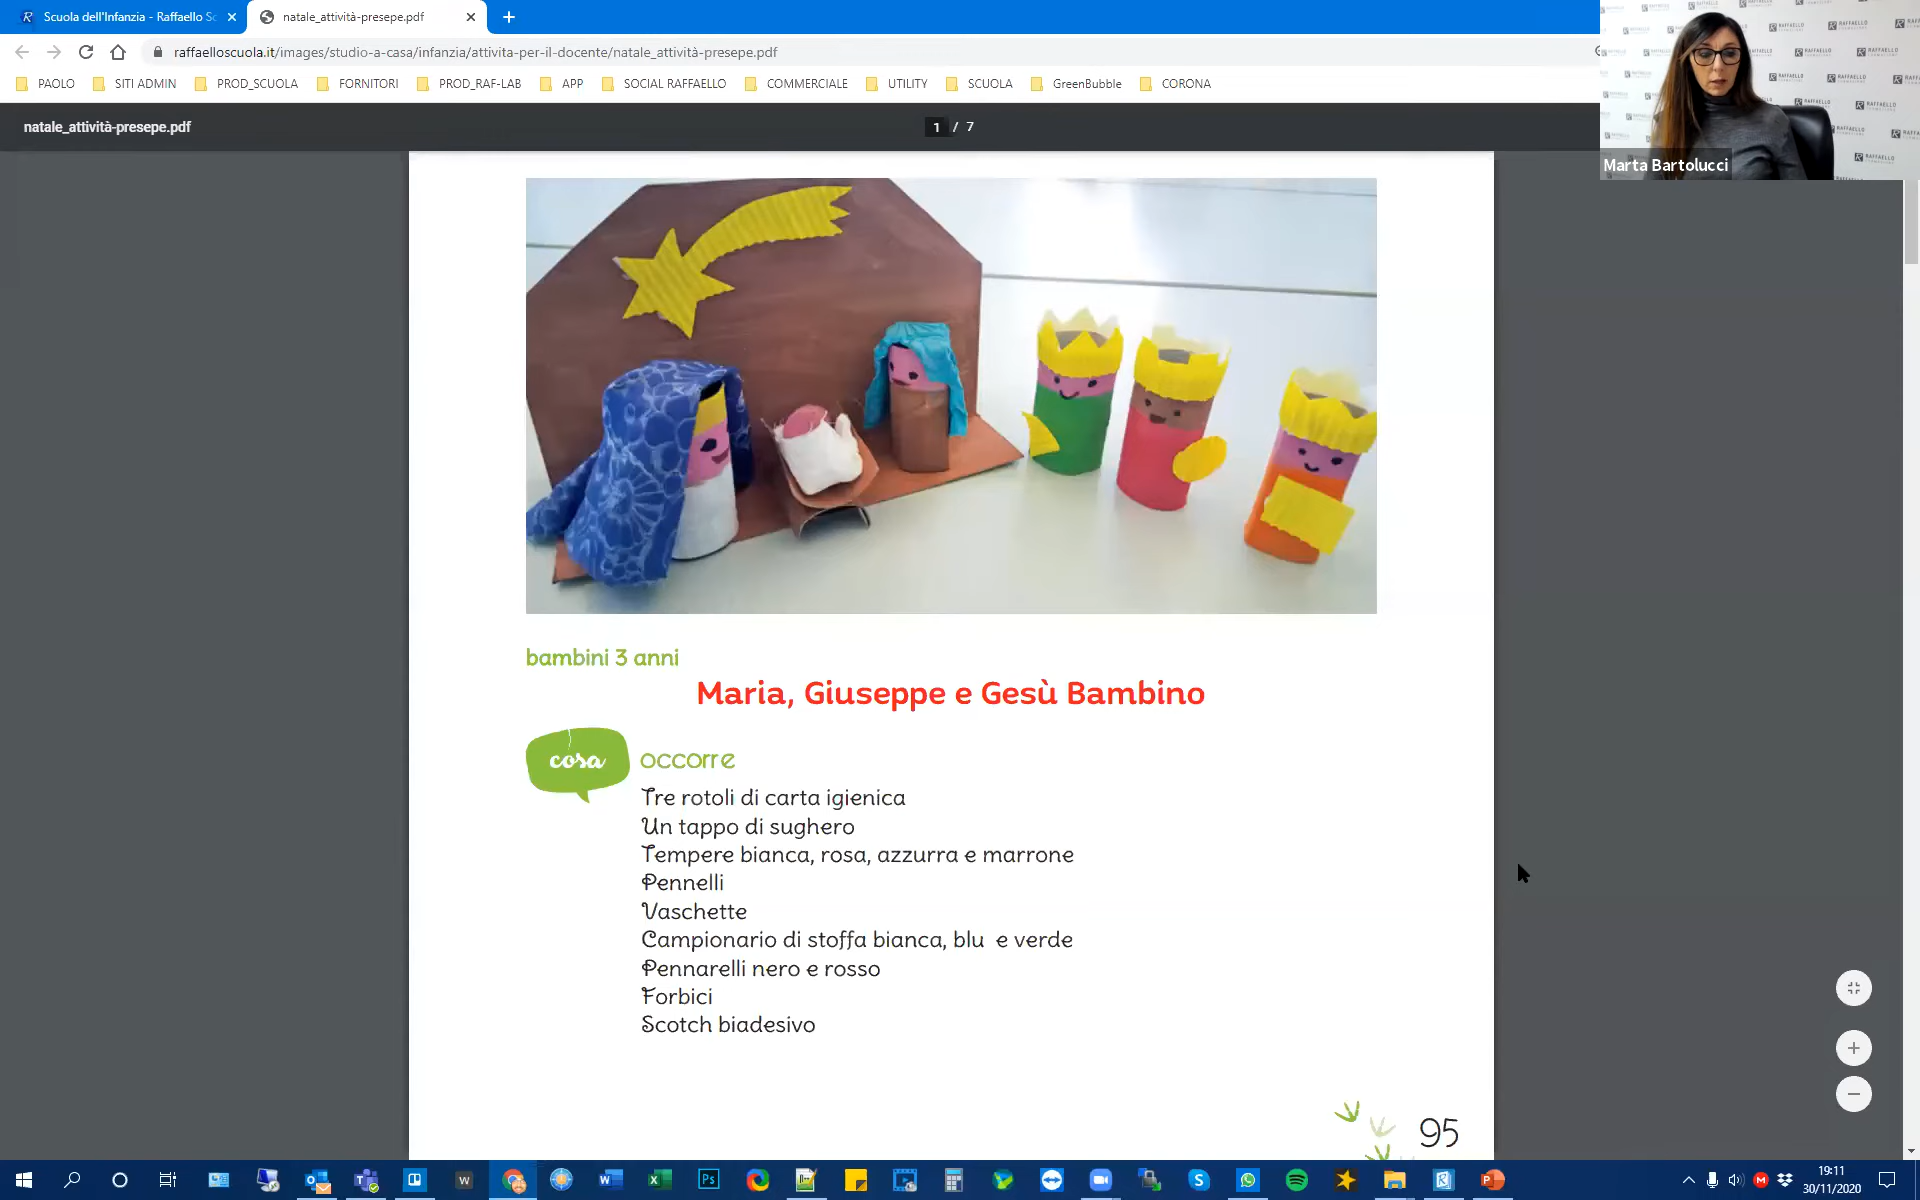 Scuola dell'Infanzia - Raffaello Sc
natale_attività-presepe.pdf
raffaelloscuola.it/images/studio-a-casa/infanzia/attivita-per-il-docente/natale_attività-presepe.pdf
PAOLO SITI ADMIN PROD_SCUOLA FORNITORI PROD_RAF-LAB APP SOCIAL RAFFAELLO COMMERCIALE UTILITY SCUOLA GreenBubble CORONA
natale_attività-presepe.pdf
1 / 7
Marta Bartolucci
bambini 3 anni
Maria, Giuseppe e Gesù Bambino
cosa occorre
Tre rotoli di carta igienica
Un tappo di sughero
Tempere bianca, rosa, azzurra e marrone
Pennelli
Vaschette
Campionario di stoffa bianca, blu e verde
Pennarelli nero e rosso
Forbici
Scotch biadesivo
95
19:11
30/11/2020